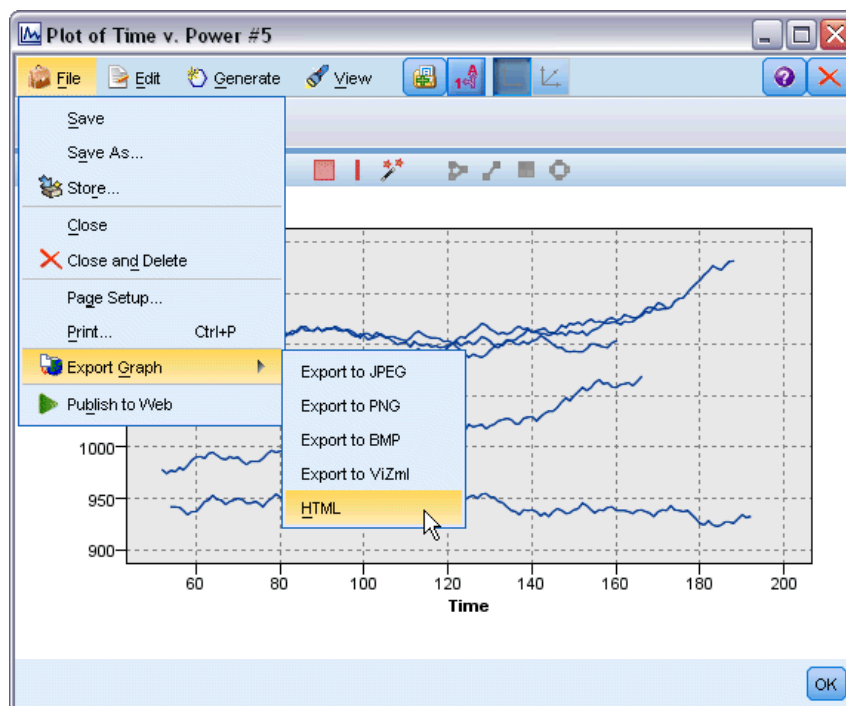 Plot of Time v. Power #5
File Edit Generate View
Save
Save As...
Store...
Close
Close and Delete
Page Setup...
Print... Ctrl+P
Export Graph
Publish to Web
Export to JPEG
Export to PNG
Export to BMP
Export to ViZml
HTML
1000
950
900
60 80 100 120 140 160 180 200
Time
OK